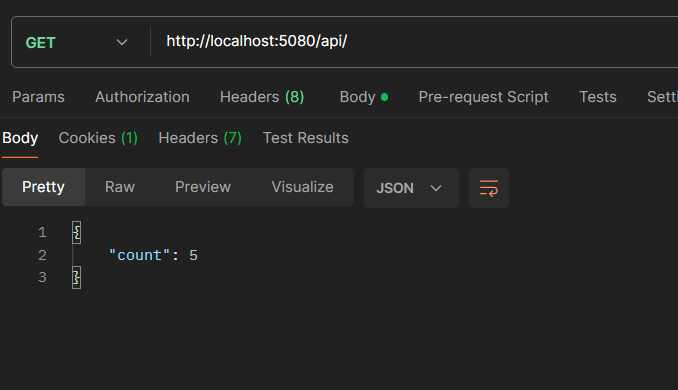 GET http://localhost:5080/api/
Params Authorization Headers (8) Body Pre-request Script Tests Setti
Body Cookies (1) Headers (7) Test Results
Pretty Raw Preview Visualize JSON
1 {
2 "count": 5
3 }